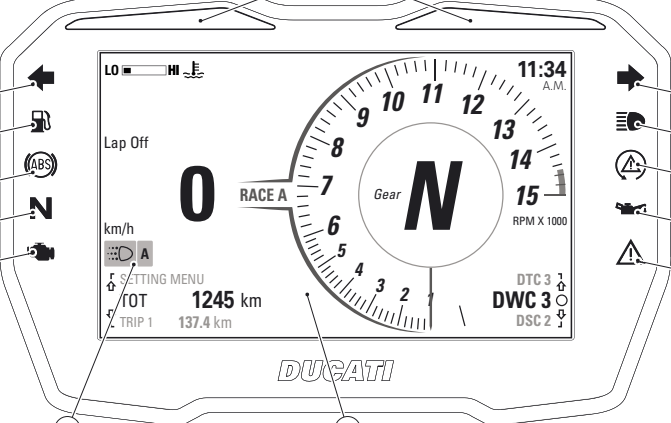 LO HI
11:34
A.M.
Lap Off
0
km/h
A
RACE A
Gear
N
1
2
3
4
5
6
7
8
9
10
11
12
13
14
15
RPM X 1000
SETTING MENU
TOT 1245 km
TRIP 1 137.4 km
DTC 3
DWC 3
DSC 2
ABS
N
DUCATI